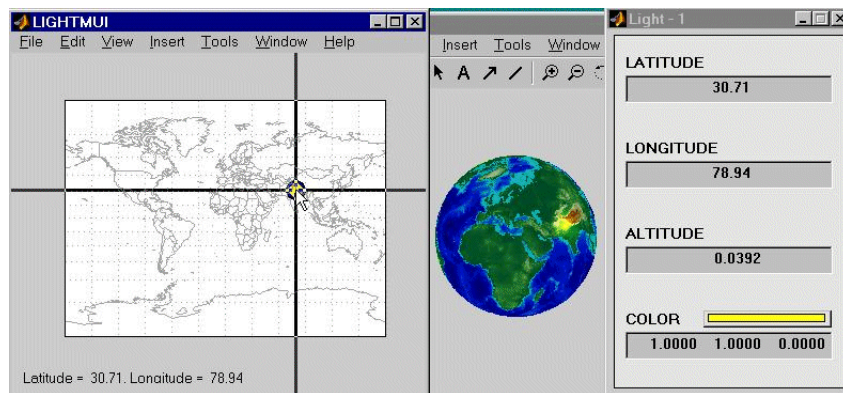 LIGHTMUI
File Edit View Insert Tools Window Help
Latitude = 30.71. Longitude = 78.94
Insert Tools Window
A
Light - 1
LATITUDE
30.71
LONGITUDE
78.94
ALTITUDE
0.0392
COLOR
1.0000 1.0000 0.0000